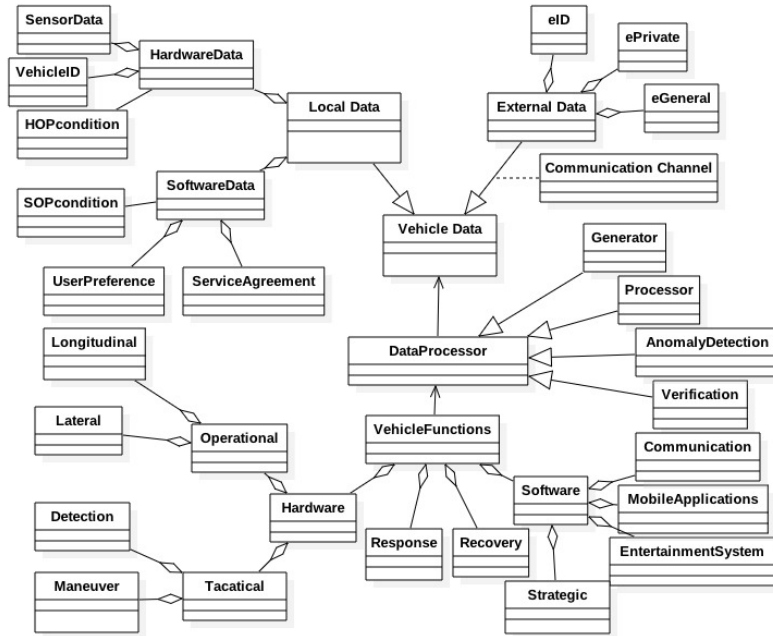 SensorData
HardwareData
VehicleID
HOPcondition
Local Data
eID
ePrivate
External Data
eGeneral
Communication Channel
SoftwareData
SOPcondition
Vehicle Data
UserPreference
ServiceAgreement
Generator
Processor
Longitudinal
DataProcessor
AnomalyDetection
Verification
Lateral
Operational
VehicleFunctions
Communication
Software
MobileApplications
Hardware
Detection
Response
Recovery
EntertainmentSystem
Maneuver
Tacatical
Strategic